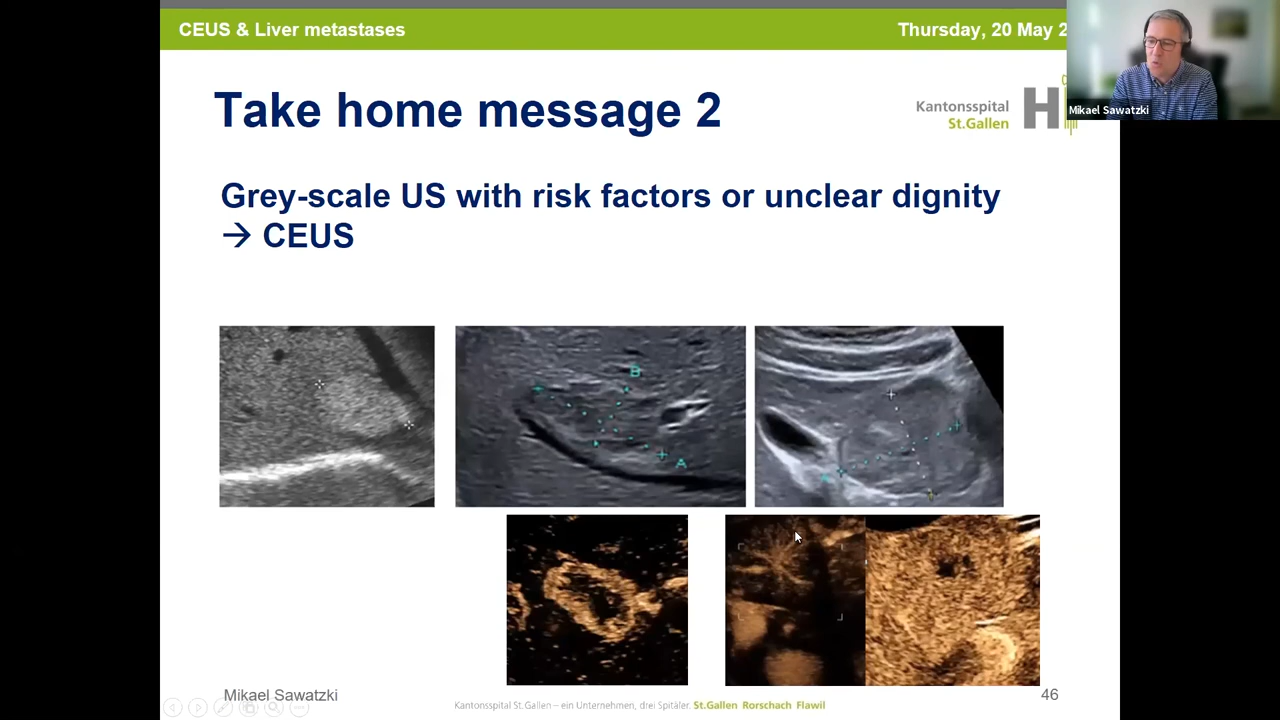 CEUS & Liver metastases
Thursday, 20 May 2
Take home message 2
Kantonsspital
St.Gallen
H
Mikael Sawatzki
Grey-scale US with risk factors or unclear dignity
→ CEUS
B
A
Mikael Sawatzki
Kantonsspital St.Gallen – ein Unternehmen, drei Spitäler. St.Gallen Rorschach Flawil
46